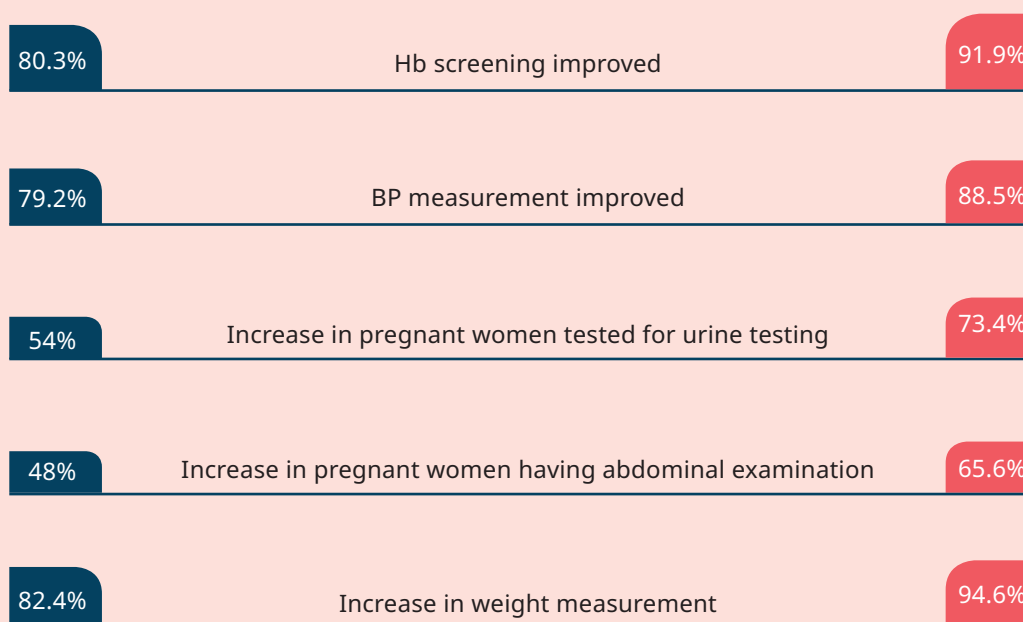 80.3% Hb screening improved 91.9%
79.2% BP measurement improved 88.5%
54% Increase in pregnant women tested for urine testing 73.4%
48% Increase in pregnant women having abdominal examination 65.6%
82.4% Increase in weight measurement 94.6%